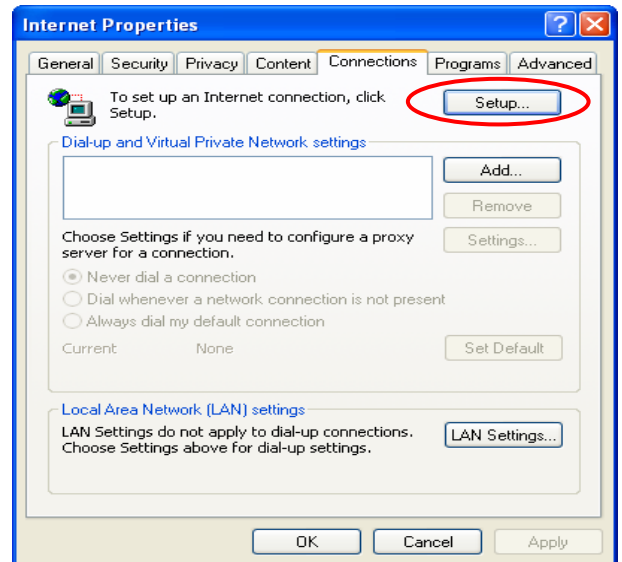 Internet Properties
General Security Privacy Content Connections Programs Advanced
To set up an Internet connection, click
Setup.
Setup...
Dial-up and Virtual Private Network settings
Add...
Remove
Choose Settings if you need to configure a proxy
server for a connection.
Settings...
Never dial a connection
Dial whenever a network connection is not present
Always dial my default connection
Current None Set Default
Local Area Network (LAN) settings
LAN Settings do not apply to dial-up connections.
Choose Settings above for dial-up settings.
LAN Settings...
OK Cancel Apply